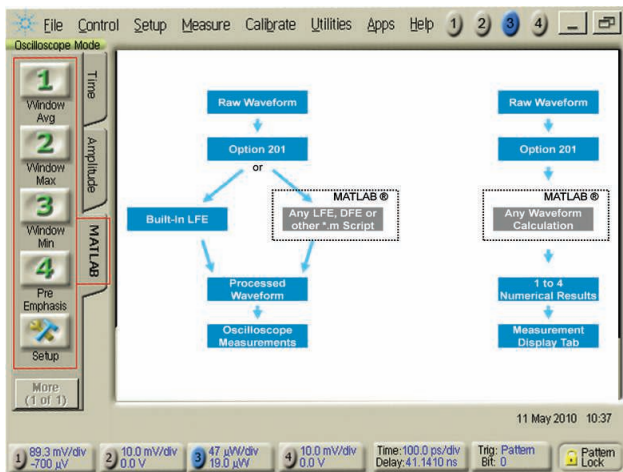 File Control Setup Measure Calibrate Utilities Apps Help 1 2 3 4
Oscilloscope Mode
1
Window
Avg
2
Window
Max
3
Window
Min
4
Pre
Emphasis
Setup
More
(1 of 1)
Time
Amplitude
MATLAB
Raw Waveform
Option 201
or
Built-in LFE
MATLAB ®
Any LFE, DFE or
other *.m Script
Processed
Waveform
Oscilloscope
Measurements
Raw Waveform
Option 201
MATLAB ®
Any Waveform
Calculation
1 to 4
Numerical Results
Measurement
Display Tab
11 May 2010 10:37
1 89.3 mV/div
-700 µV
2 10.0 mV/div
0.0 V
3 47 µW/div
19.0 µW
4 10.0 mV/div
0.0 V
Time:100.0 ps/div
Delay:41.1410 ns
Trig: Pattern
Bit: 0
Pattern
Lock